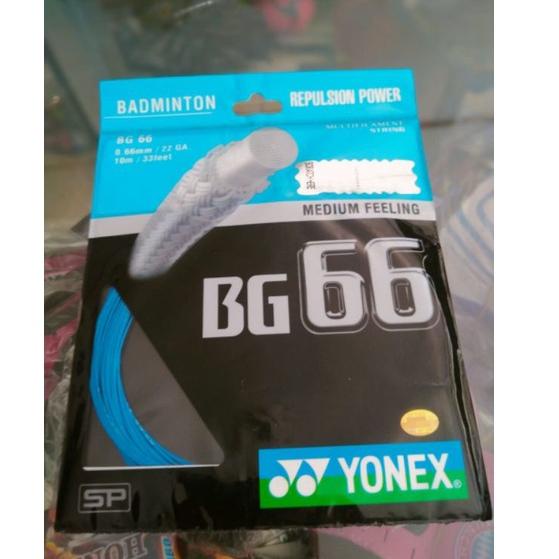 BADMINTON
REPULSION POWER
BG 66
0.66mm / 22 GA.
10m / 33feet
MULTIFILAMENT
STRING
MEDIUM FEELING
BG 66
YONEX®
SP